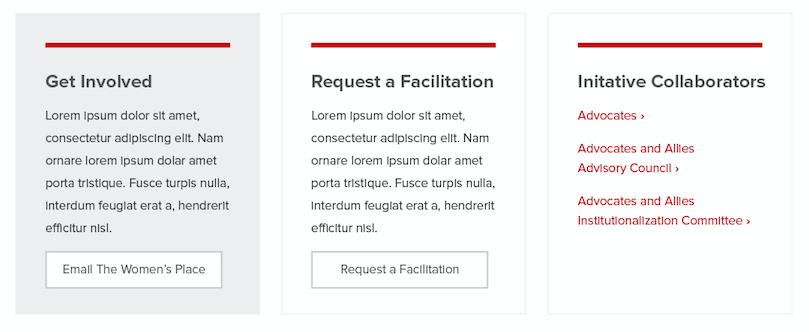 Get Involved
Lorem ipsum dolor sit amet,
consectetur adipiscing elit. Nam
ornare lorem ipsum dolar amet
porta tristique. Fusce turpis nulla,
interdum feugiat erat a, hendrerit
efficitur nisl.
Email The Women's Place
Request a Facilitation
Lorem ipsum dolor sit amet,
consectetur adipiscing elit. Nam
ornare lorem ipsum dolar amet
porta tristique. Fusce turpis nulla,
interdum feugiat erat a, hendrerit
efficitur nisl.
Request a Facilitation
Initative Collaborators
Advocates ›
Advocates and Allies
Advisory Council ›
Advocates and Allies
Institutionalization Committee ›